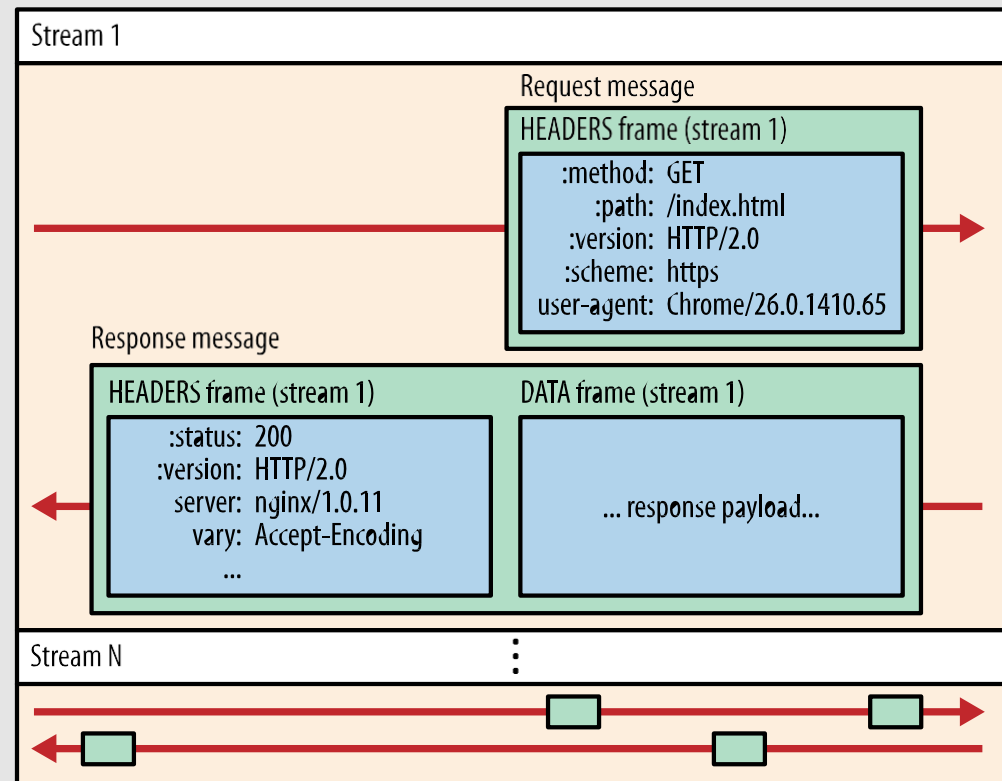 Stream 1
Request message
HEADERS frame (stream 1)
:method: GET
:path: /index.html
:version: HTTP/2.0
:scheme: https
user-agent: Chrome/26.0.1410.65
Response message
HEADERS frame (stream 1)
:status: 200
:version: HTTP/2.0
server: nginx/1.0.11
vary: Accept-Encoding
...
DATA frame (stream 1)
... response payload...
Stream N